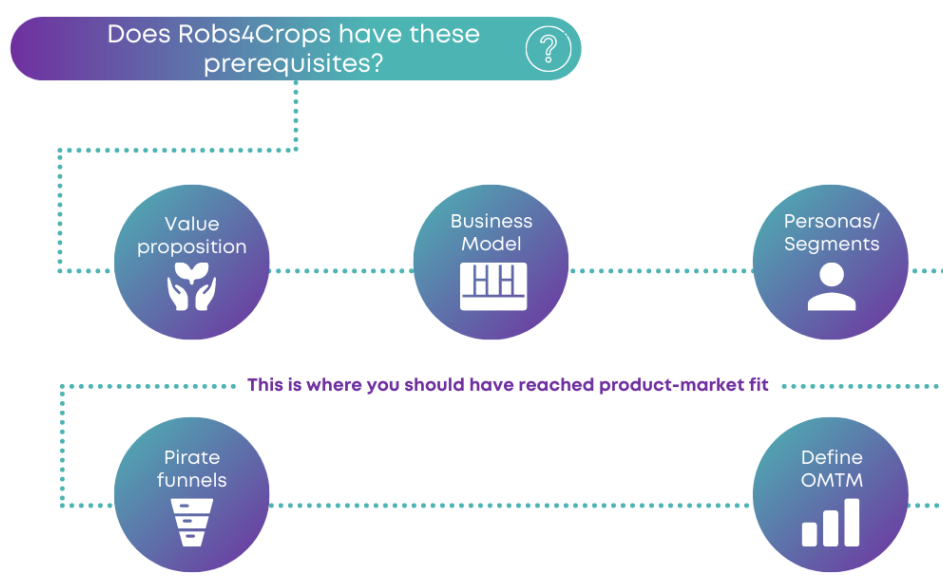 Does Robs4Crops have these
prerequisites?
?
Value
proposition
Business
Model
Personas/
Segments
This is where you should have reached product-market fit
Pirate
funnels
Define
OMTM